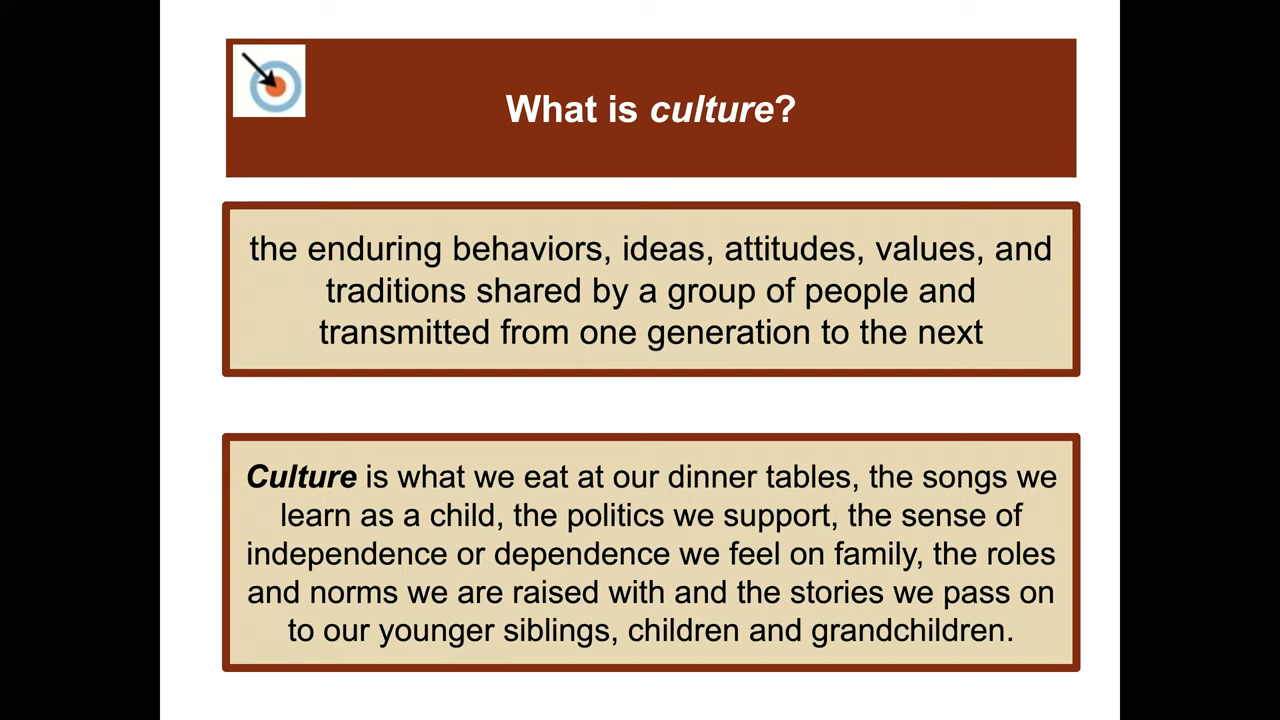 What is culture?
the enduring behaviors, ideas, attitudes, values, and
traditions shared by a group of people and
transmitted from one generation to the next
Culture is what we eat at our dinner tables, the songs we
learn as a child, the politics we support, the sense of
independence or dependence we feel on family, the roles
and norms we are raised with and the stories we pass on
to our younger siblings, children and grandchildren.